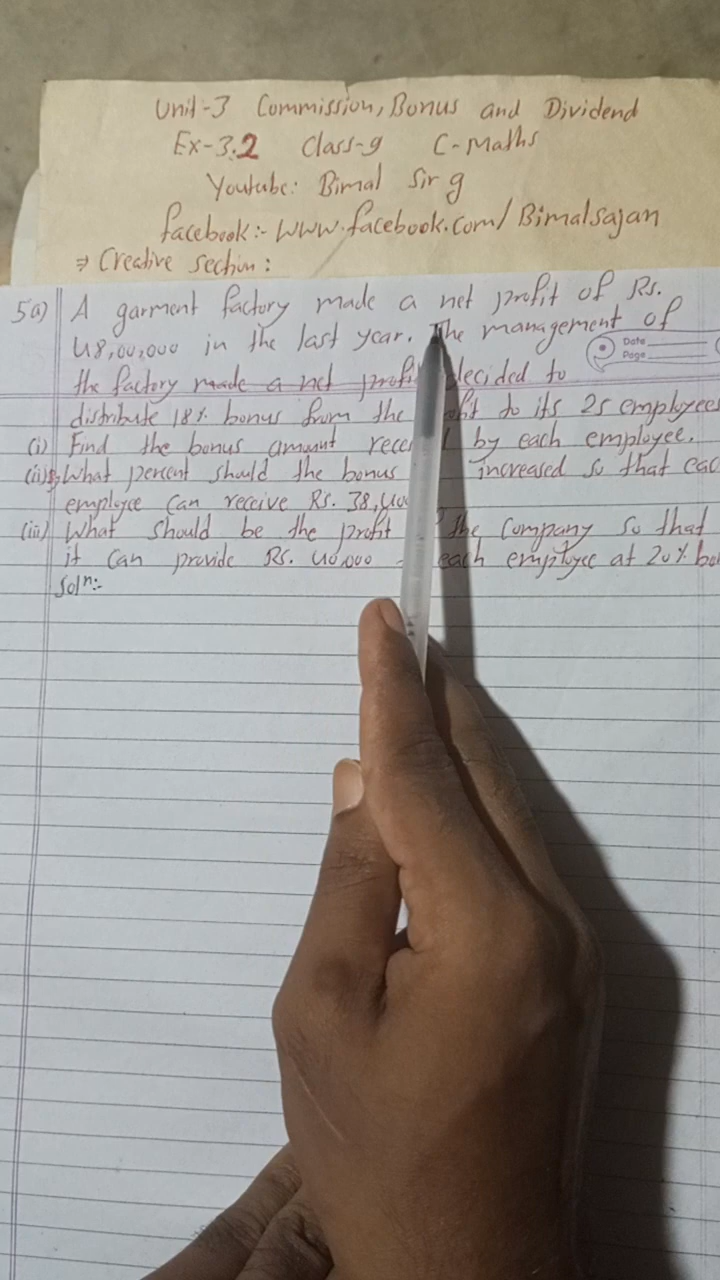 Unit-3 Commission, Bonus and Dividend
Ex-3.2 Class-9 C-Maths
Youtube: Bimal Sir g
facebook:- www.facebook.com/Bimalsajan
⇒ Creative section:
5a) A garment factory made a net profit of Rs.
48,00,000 in the last year. The management of
Date
Page
the factory made a net profit decided to
distribute 18% bonus from the to its 25 employees
(i) Find the bonus amount by each employee.
(ii) What percent should the bonus increased so that
employee can receive Rs.
(iii) What should be the profit the company so that
it can provide Rs. 40,000 each employee at 20%
Solⁿ:-